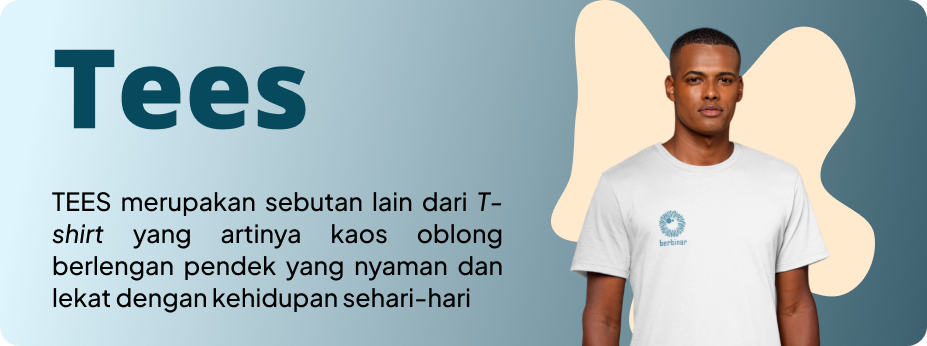 Tees
TEES merupakan sebutan lain dari T-
shirt yang artinya kaos oblong
berlengan pendek yang nyaman dan
lekat dengan kehidupan sehari-hari
berbinar